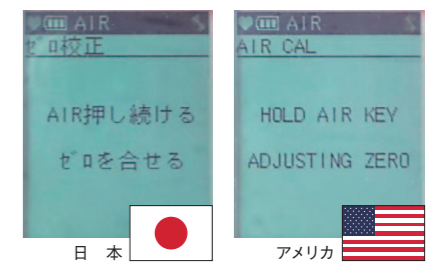 AIR
ｾﾞﾛ校正
AIR押し続ける
ｾﾞﾛを合せる
日 本
AIR
AIR CAL
HOLD AIR KEY
ADJUSTING ZERO
アメリカ